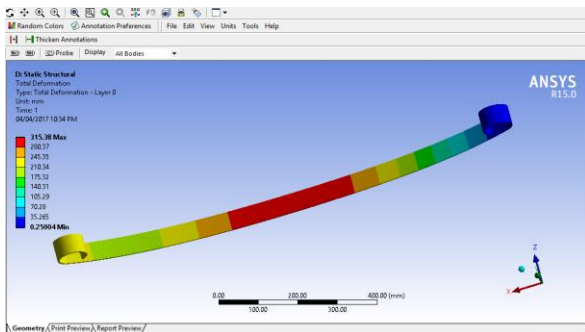 Random Colors Annotation Preferences File Edit View Units Tools Help
Thicken Annotations
Probe Display All Bodies
D: Static Structural
Total Deformation
Type: Total Deformation - Layer 0
Unit: mm
Time: 1
04/04/2017 10:34 PM
315.38 Max
280.37
245.35
210.34
175.32
140.31
105.29
70.28
35.265
0.25004 Min
ANSYS
R15.0
Z
X
0.00 200.00 400.00 (mm)
100.00 300.00
Geometry Print Preview Report Preview